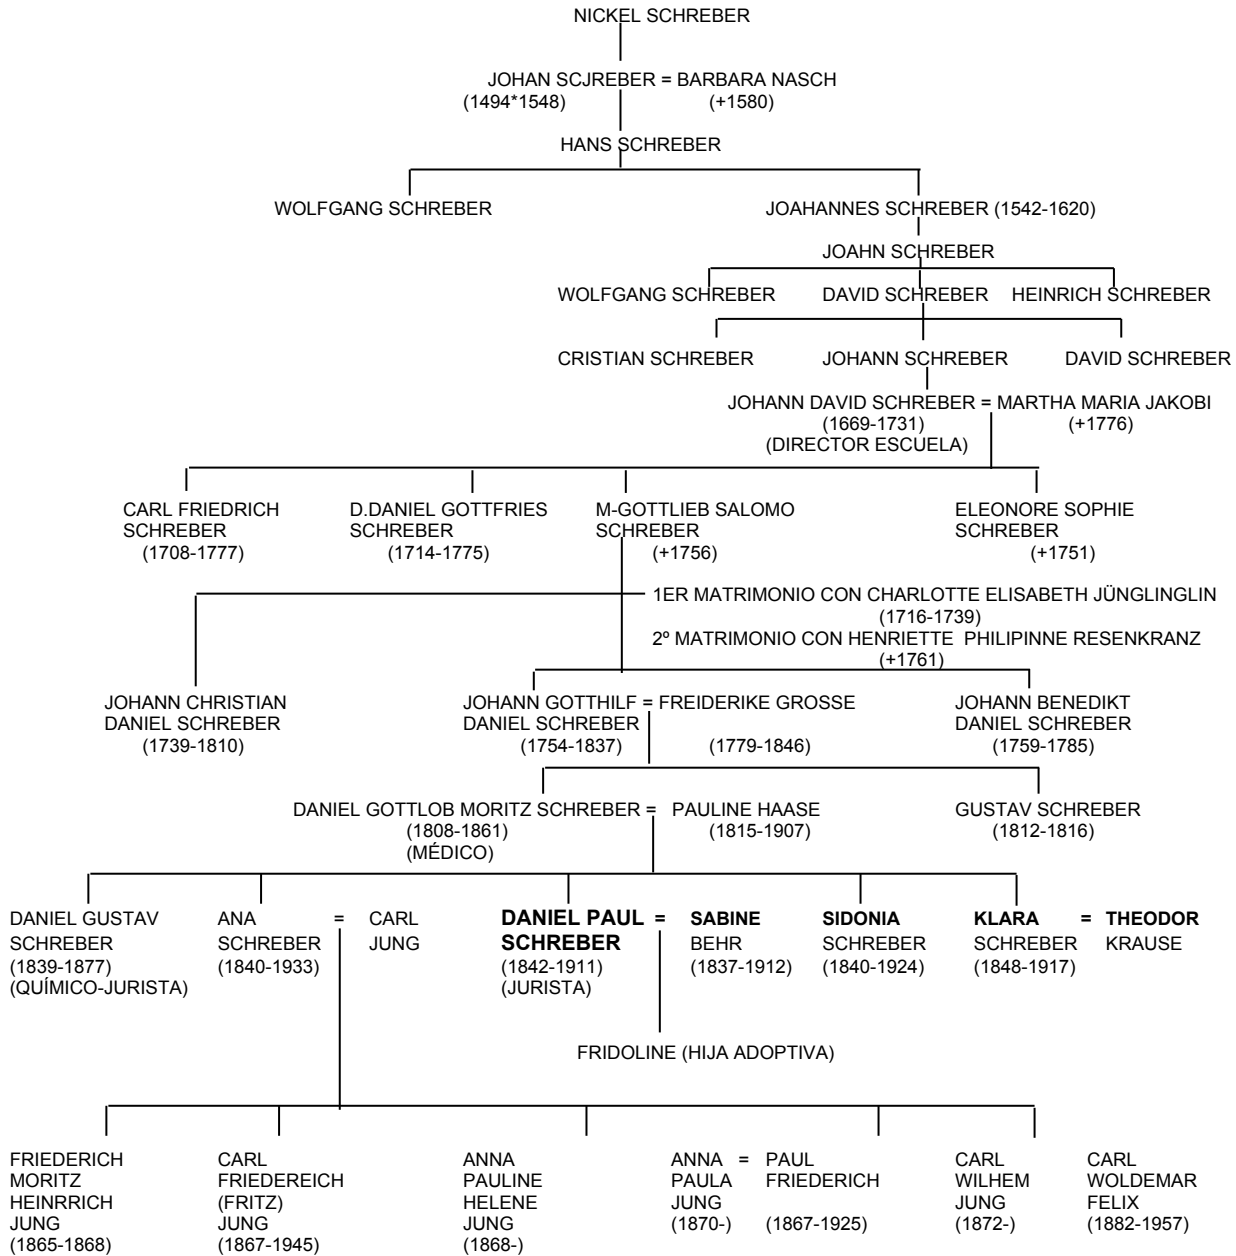 NICKEL SCHREBER
JOHAN SCJREBER = BARBARA NASCH
(1494*1548) (+1580)
HANS SCHREBER
WOLFGANG SCHREBER JOAHANNES SCHREBER (1542-1620)
JOAHN SCHREBER
WOLFGANG SCHREBER DAVID SCHREBER HEINRICH SCHREBER
CRISTIAN SCHREBER JOHANN SCHREBER DAVID SCHREBER
JOHANN DAVID SCHREBER = MARTHA MARIA JAKOBI
(1669-1731) (+1776)
(DIRECTOR ESCUELA)
CARL FRIEDRICH D.DANIEL GOTTFRIES M-GOTTLIEB SALOMO ELEONORE SOPHIE
SCHREBER SCHREBER SCHREBER SCHREBER
(1708-1777) (1714-1775) (+1756) (+1751)
1ER MATRIMONIO CON CHARLOTTE ELISABETH JÜNGLINGLIN
(1716-1739)
2º MATRIMONIO CON HENRIETTE PHILIPINNE RESENKRANZ
(+1761)
JOHANN CHRISTIAN JOHANN GOTTHILF = FREIDERIKE GROSSE JOHANN BENEDIKT
DANIEL SCHREBER DANIEL SCHREBER DANIEL SCHREBER
(1739-1810) (1754-1837) (1779-1846) (1759-1785)
DANIEL GOTTLOB MORITZ SCHREBER = PAULINE HAASE GUSTAV SCHREBER
(1808-1861) (1815-1907) (1812-1816)
(MÉDICO)
DANIEL GUSTAV ANA = CARL DANIEL PAUL = SABINE SIDONIA KLARA = THEODOR
SCHREBER SCHREBER JUNG SCHREBER BEHR SCHREBER SCHREBER KRAUSE
(1839-1877) (1840-1933) (1842-1911) (1837-1912) (1840-1924) (1848-1917)
(QUÍMICO-JURISTA) (JURISTA)
FRIDOLINE (HIJA ADOPTIVA)
FRIEDERICH CARL ANNA ANNA = PAUL CARL CARL
MORITZ FRIEDEREICH PAULINE PAULA FRIEDERICH WILHEM WOLDEMAR
HEINRRICH (FRITZ) HELENE JUNG JUNG FELIX
JUNG JUNG JUNG (1870-) (1867-1925) (1872-) (1882-1957)
(1865-1868) (1867-1945) (1868-)